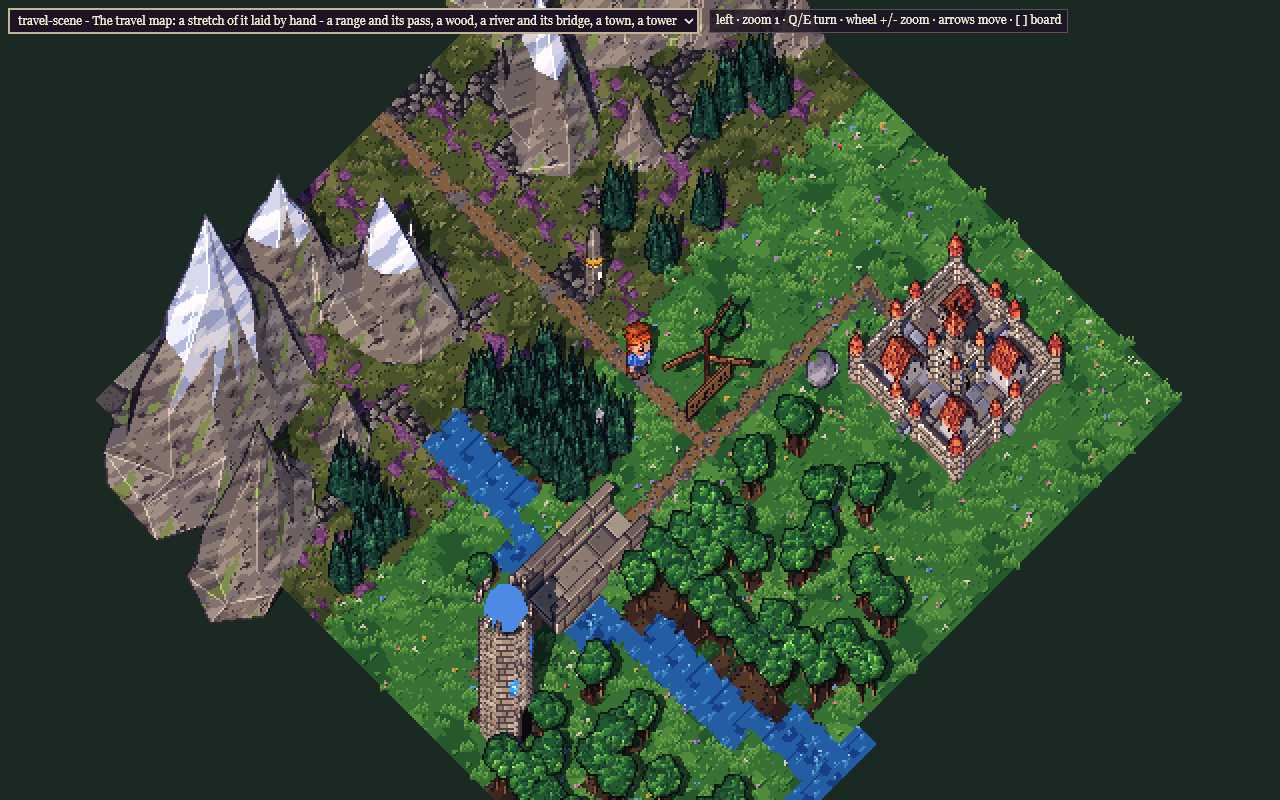 travel-scene - The travel map: a stretch of it laid by hand - a range and its pass, a wood, a river and its bridge, a town, a tower
left · zoom 1 · Q/E turn · wheel +/- zoom · arrows move · [ ] board